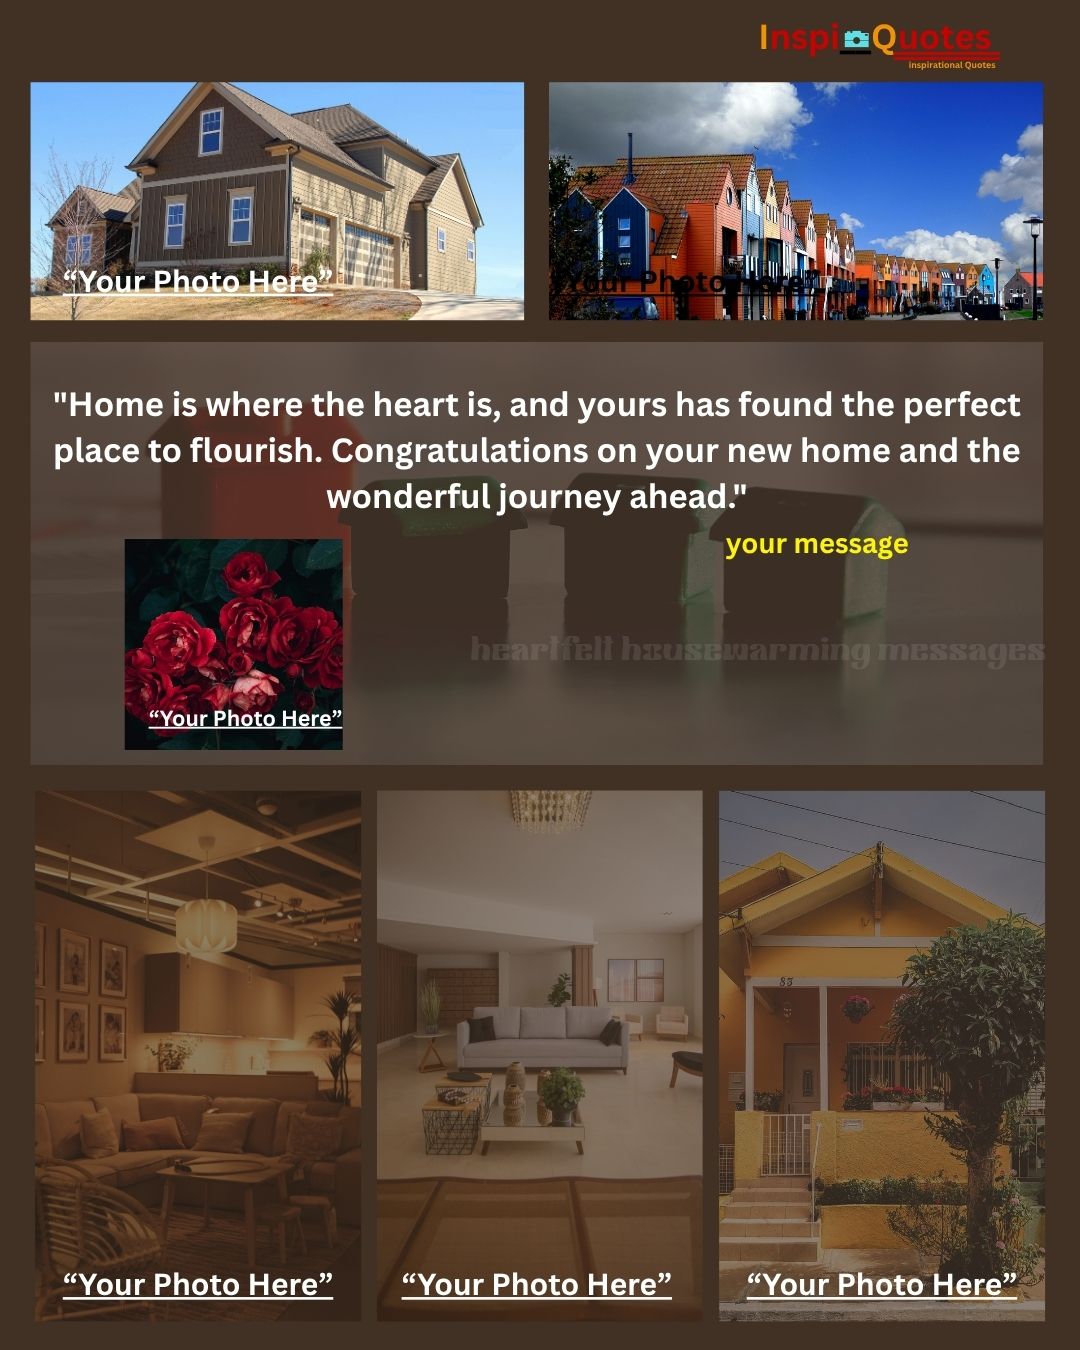 InspiQuotes
inspirational Quotes
“Your Photo Here”
“Your Photo Here”
"Home is where the heart is, and yours has found the perfect
place to flourish. Congratulations on your new home and the
wonderful journey ahead."
your message
heartfelt housewarming messages
“Your Photo Here”
83
“Your Photo Here”
“Your Photo Here”
“Your Photo Here”